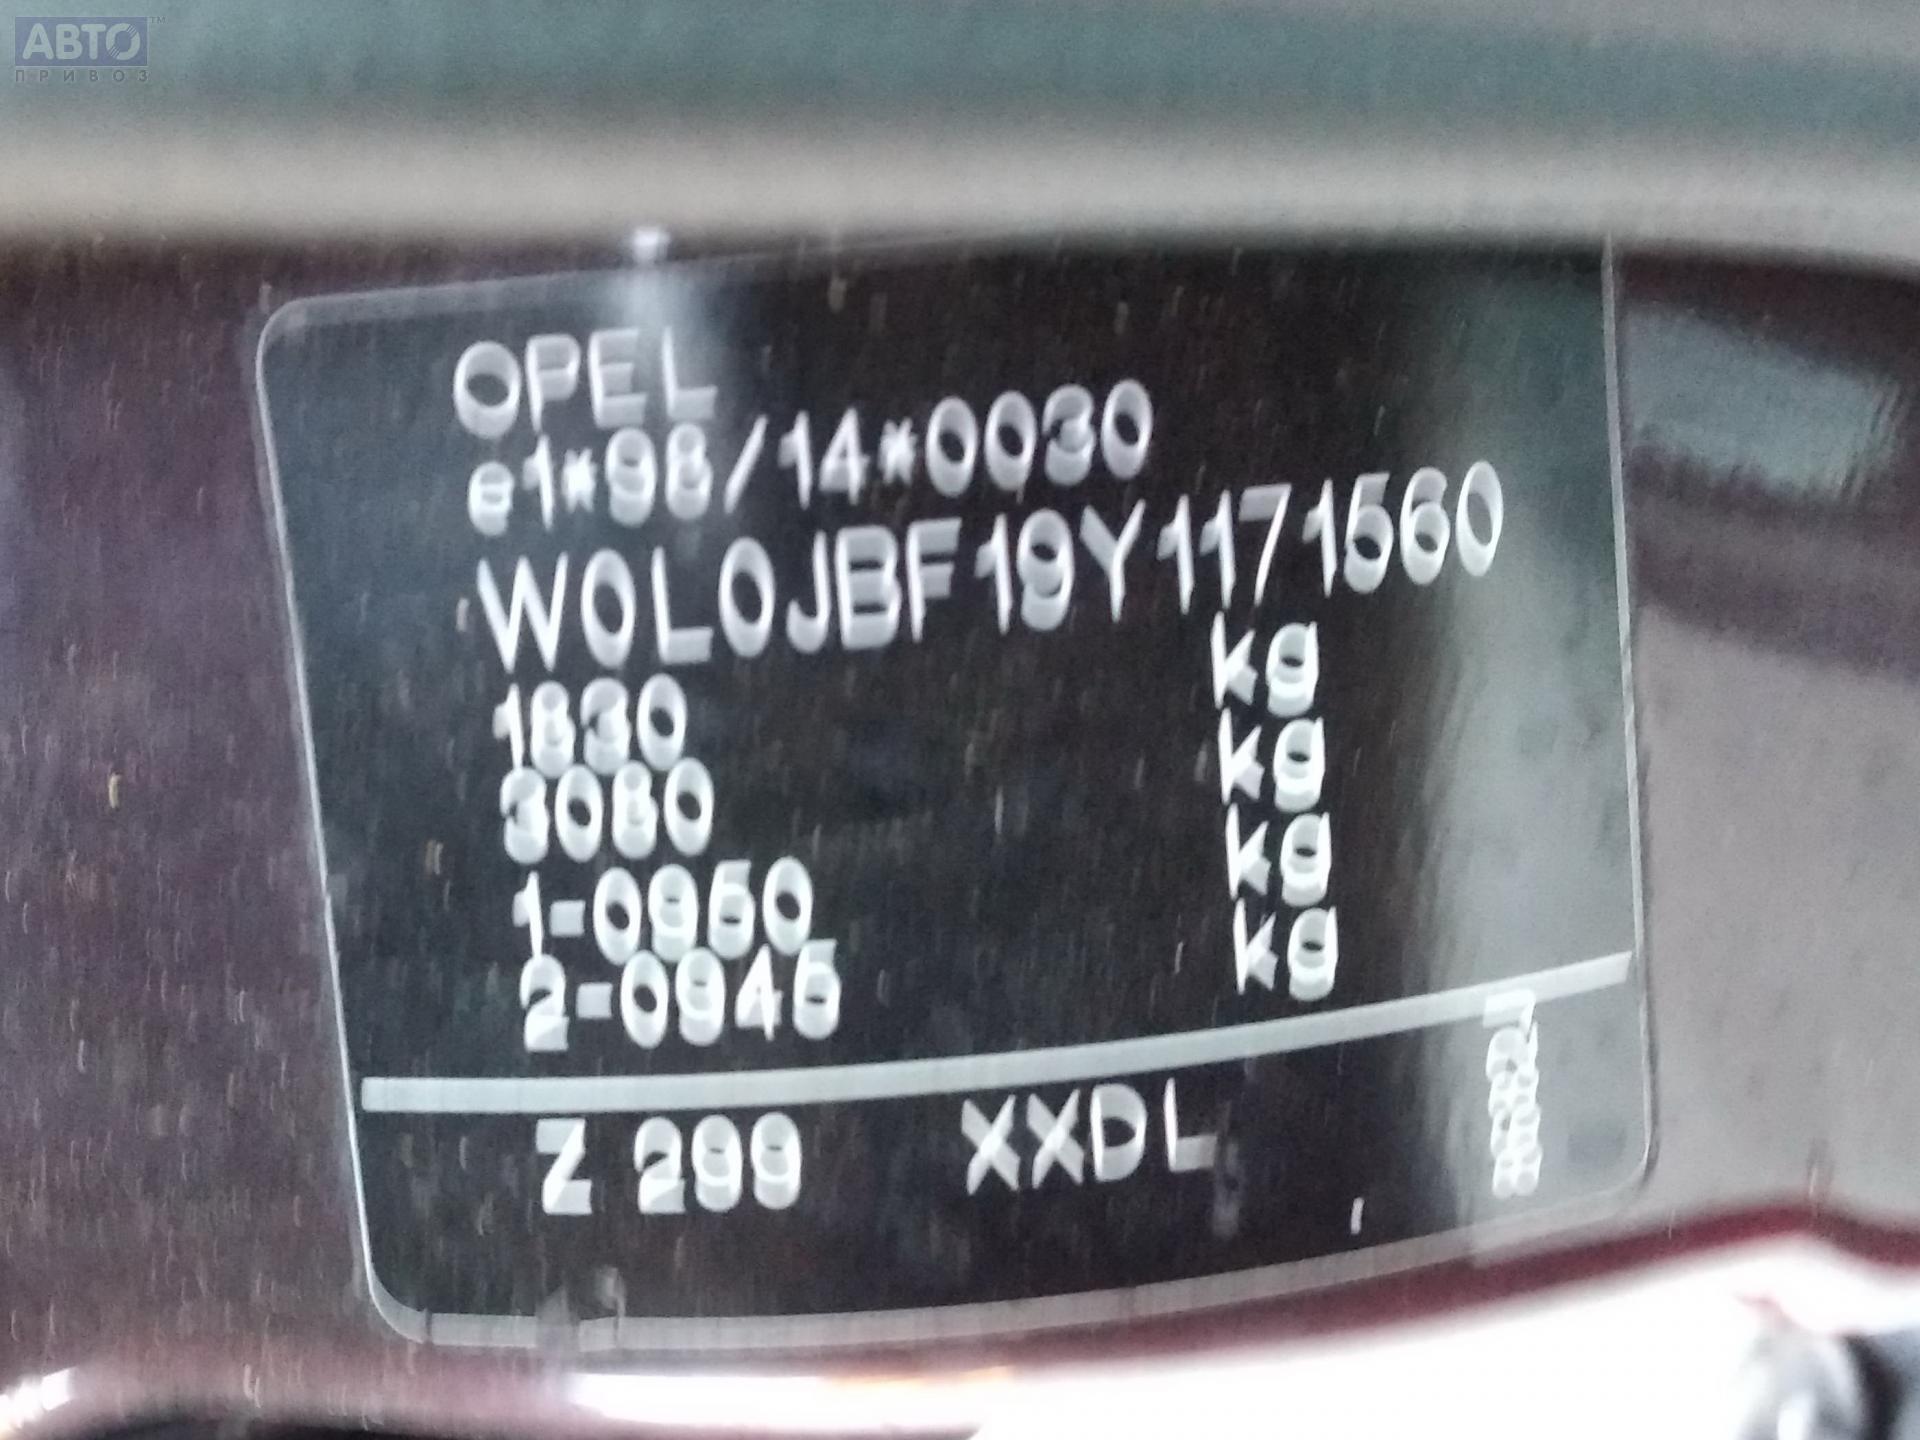 АВТО™
ПРИВОЗ
OPEL
e1*98/14*0030
W0L0JBF19Y1171560
1830 kg
3080 kg
1-0950 kg
2-0945 kg
Z 299 XXDL